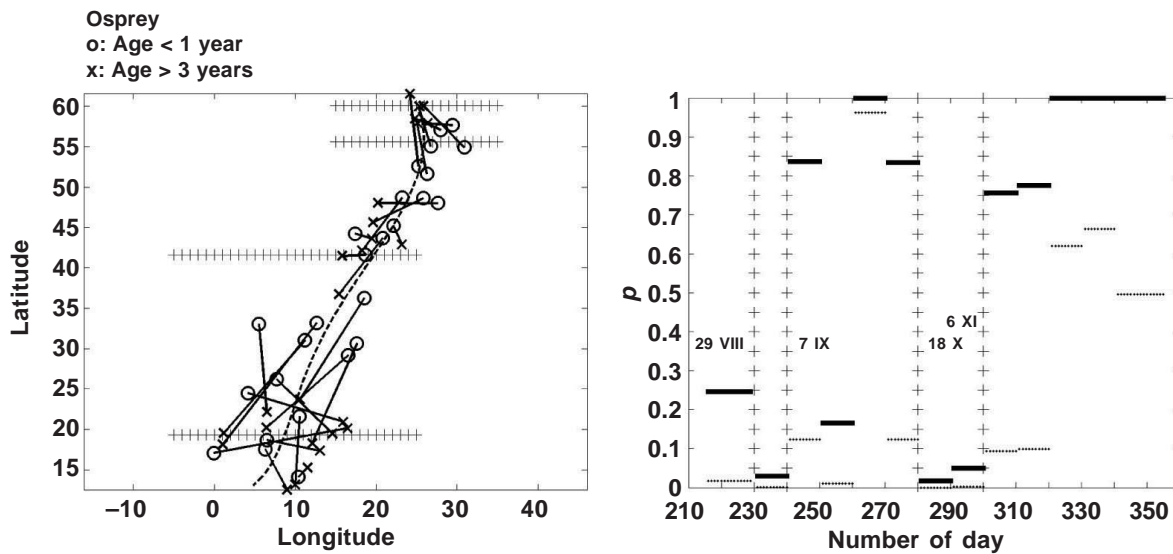 Osprey
o: Age < 1 year
x: Age > 3 years
60
55
50
45
40
35
30
25
20
15
Latitude
–10 0 10 20 30 40
Longitude
1
0.9
0.8
0.7
0.6
0.5
0.4
0.3
0.2
0.1
0
p
6 XI
29 VIII 7 IX 18 X
210 230 250 270 290 310 330 350
Number of day